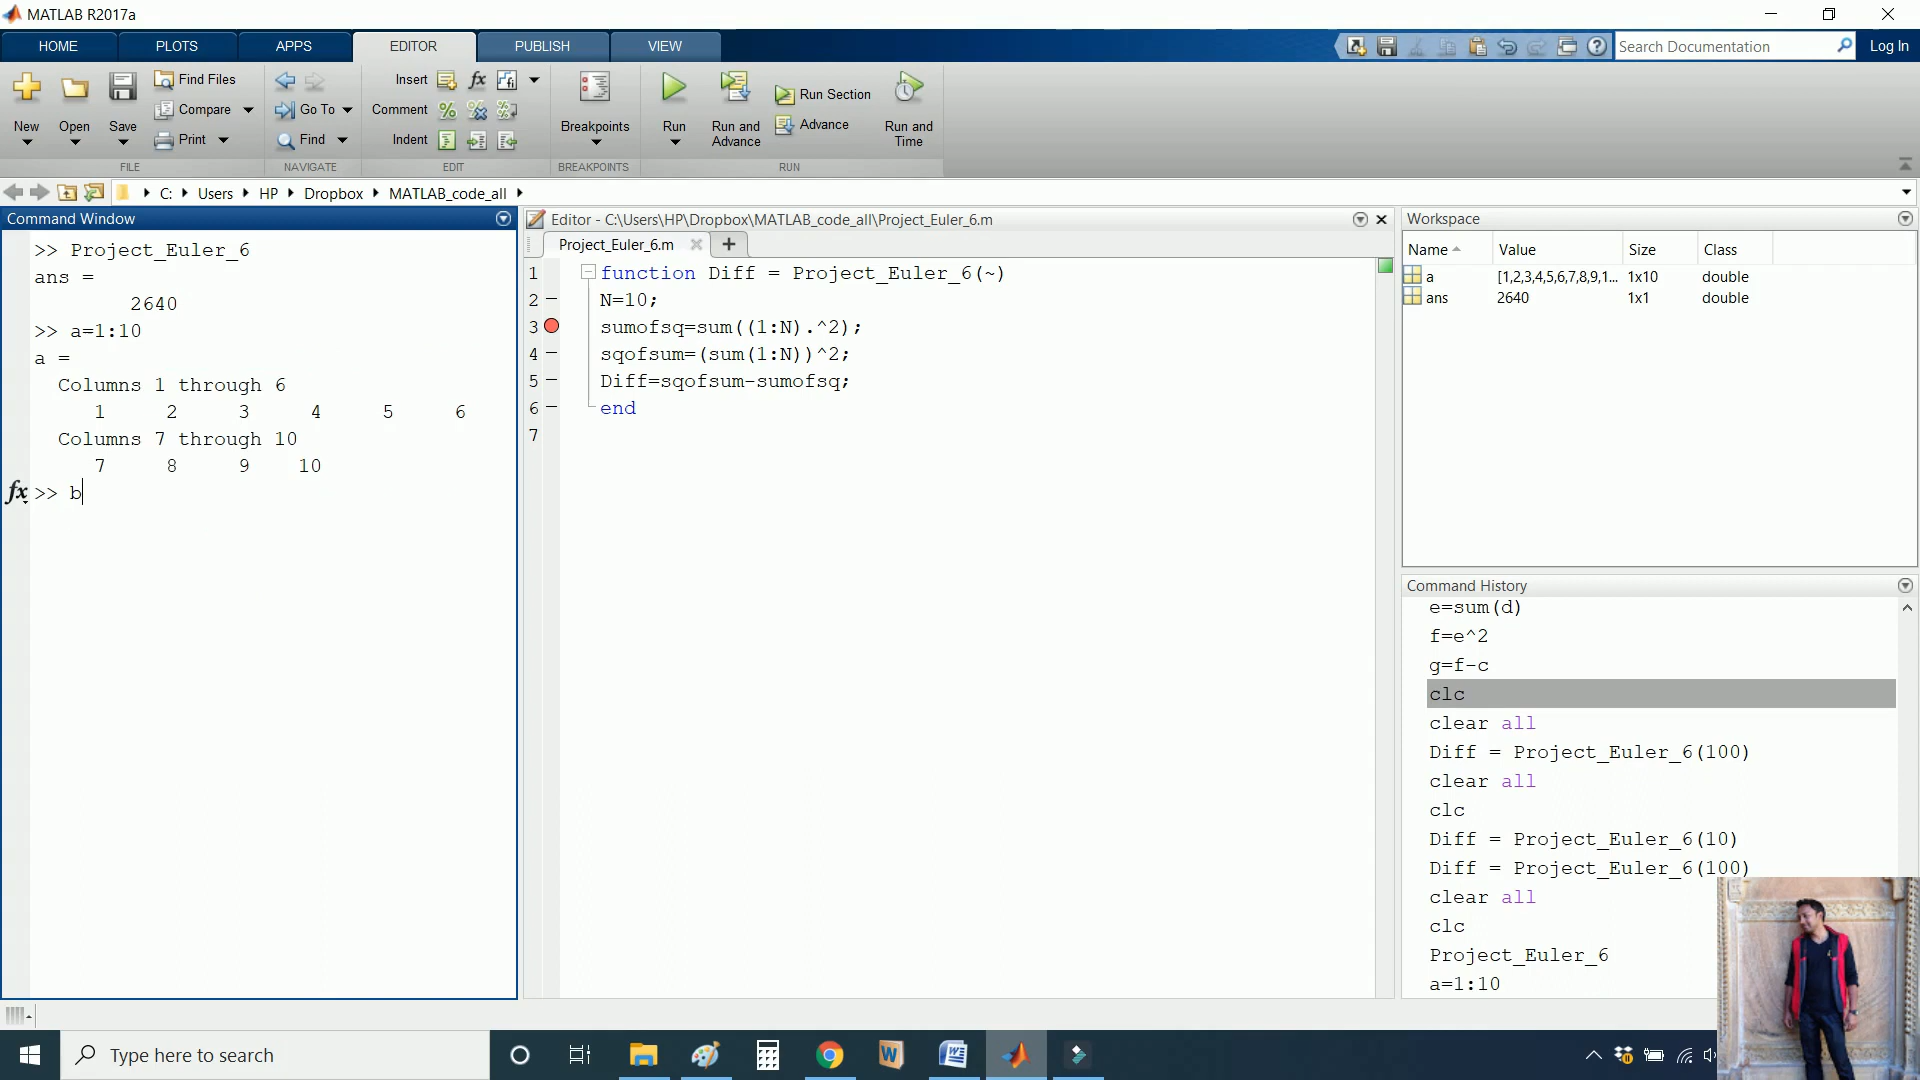 MATLAB R2017a
HOME PLOTS APPS EDITOR PUBLISH VIEW
Search Documentation
Log In
New Open Save
Find Files
Compare
Print
FILE
Go To
Find
NAVIGATE
Insert
Comment
Indent
EDIT
Breakpoints
BREAKPOINTS
Run
Run and Advance
Run Section
Advance
Run and Time
RUN
C: Users HP Dropbox MATLAB_code_all
Command Window
>> Project_Euler_6
ans =
2640
>> a=1:10
a =
Columns 1 through 6
1 2 3 4 5 6
Columns 7 through 10
7 8 9 10
fx >> b
Editor - C:\Users\HP\Dropbox\MATLAB_code_all\Project_Euler_6.m
Project_Euler_6.m
1 function Diff = Project_Euler_6(~)
2 N=10;
3 sumofsq=sum((1:N).^2);
4 sqofsum=(sum(1:N))^2;
5 Diff=sqofsum-sumofsq;
6 end
7
Workspace
Name Value Size Class
a [1,2,3,4,5,6,7,8,9,1... 1x10 double
ans 2640 1x1 double
Command History
e=sum(d)
f=e^2
g=f-c
clc
clear all
Diff = Project_Euler_6(100)
clear all
clc
Diff = Project_Euler_6(10)
Diff = Project_Euler_6(100)
clear all
clc
Project_Euler_6
a=1:10
Type here to search